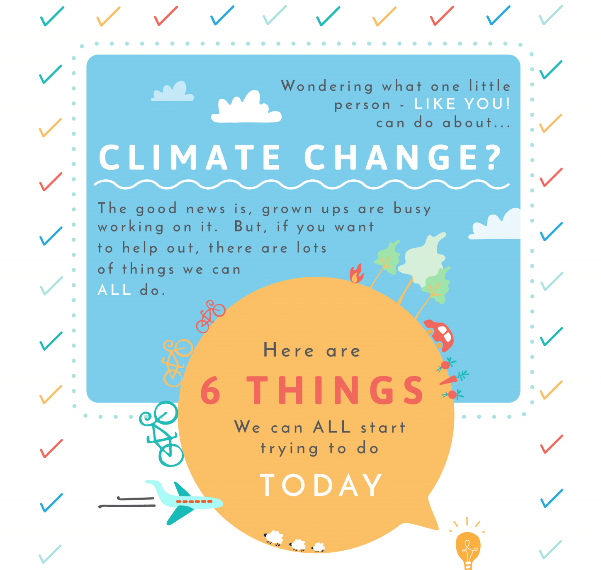 Wondering what one little
person - LIKE YOU!
can do about...
CLIMATE CHANGE?
The good news is, grown ups are busy
working on it. But, if you want
to help out, there are lots
of things we can
ALL do.
Here are
6 THINGS
We can ALL start
trying to do
TODAY